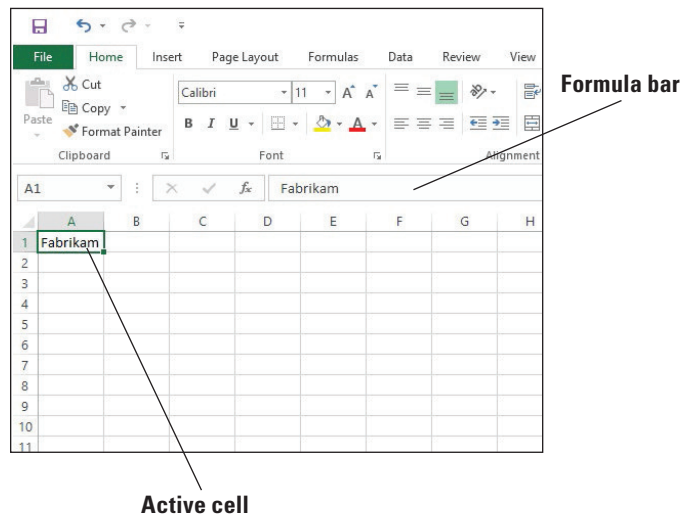 File Home Insert Page Layout Formulas Data Review View
Cut
Calibri 11 A A
Formula bar
Copy
Paste
B I U A
Format Painter
Clipboard Font Alignment
A1 fx Fabrikam
A B C D E F G H
1 Fabrikam
2
3
4
5
6
7
8
9
10
11
Active cell